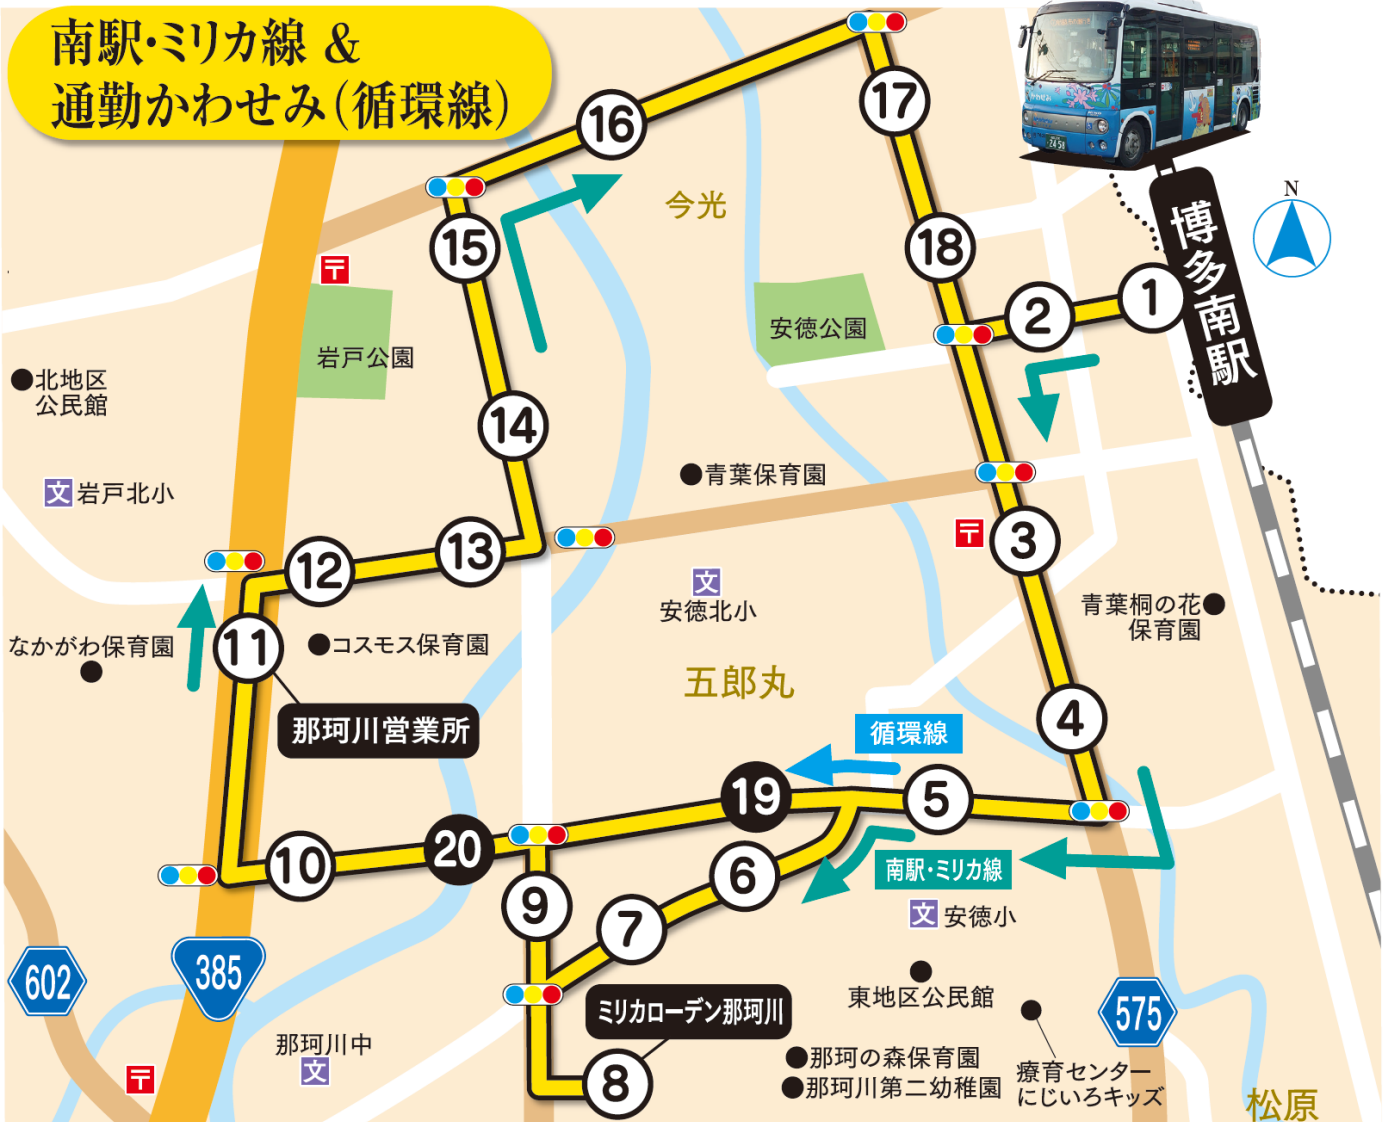 南駅・ミリカ線 &
通勤かわせみ（循環線）
16
17
15
今光
18
博多南駅
N
1
2
安徳公園
〒
岩戸公園
北地区
公民館
14
青葉保育園
文 岩戸北小
〒
3
13
12
文
安徳北小
青葉桐の花
保育園
なかがわ保育園
11
コスモス保育園
五郎丸
4
那珂川営業所
循環線
19
5
20
10
南駅・ミリカ線
6
9
7
文 安徳小
602
385
東地区公民館
575
ミリカローデン那珂川
那珂川中
文
〒
8
那珂の森保育園
那珂川第二幼稚園
療育センター
にじいろキッズ
松原